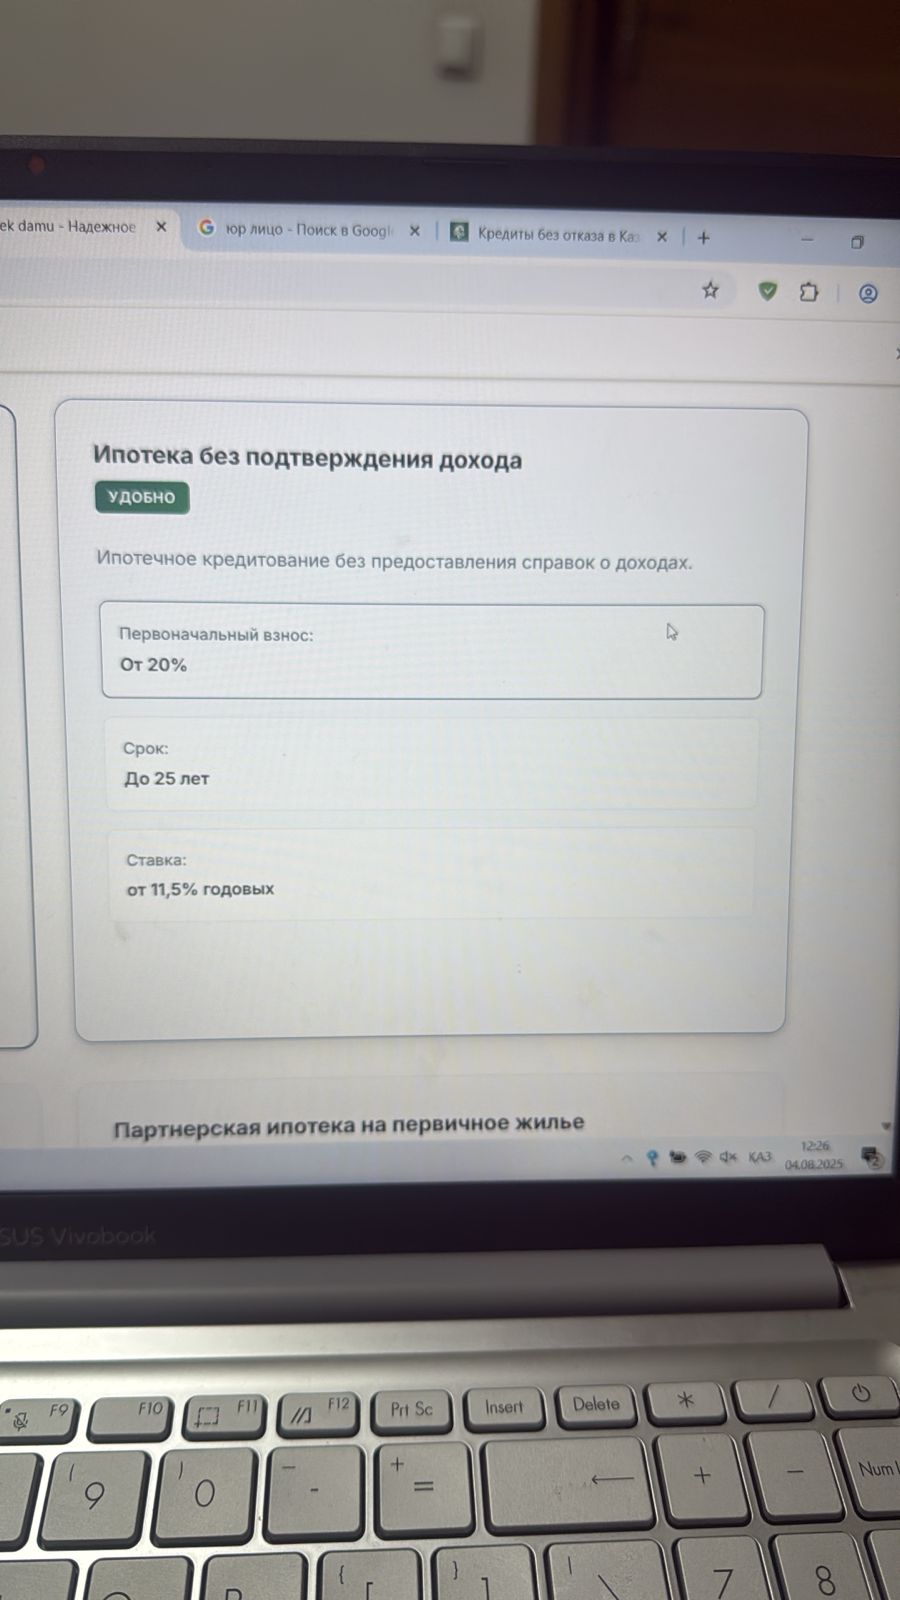 ek damu - Надежное
юр лицо - Поиск в Googl
Кредиты без отказа в Ка
Ипотека без подтверждения дохода
УДОБНО
Ипотечное кредитование без предоставления справок о доходах.
Первоначальный взнос:
От 20%
Срок:
До 25 лет
Ставка:
от 11,5% годовых
Партнерская ипотека на первичное жилье
ҚАЗ
12:26
04.08.2025
2
SUS Vivobook
F9 F10 F11 F12 Prt Sc Insert Delete * /
( 9 ) 0 _ - + = ← + - Num
{ [ } ] | \ 7 8